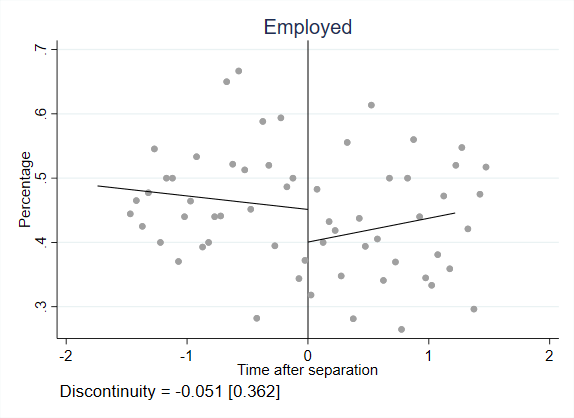 Employed
Percentage
.7
.6
.5
.4
.3
-2 -1 0 1 2
Time after separation
Discontinuity = -0.051 [0.362]